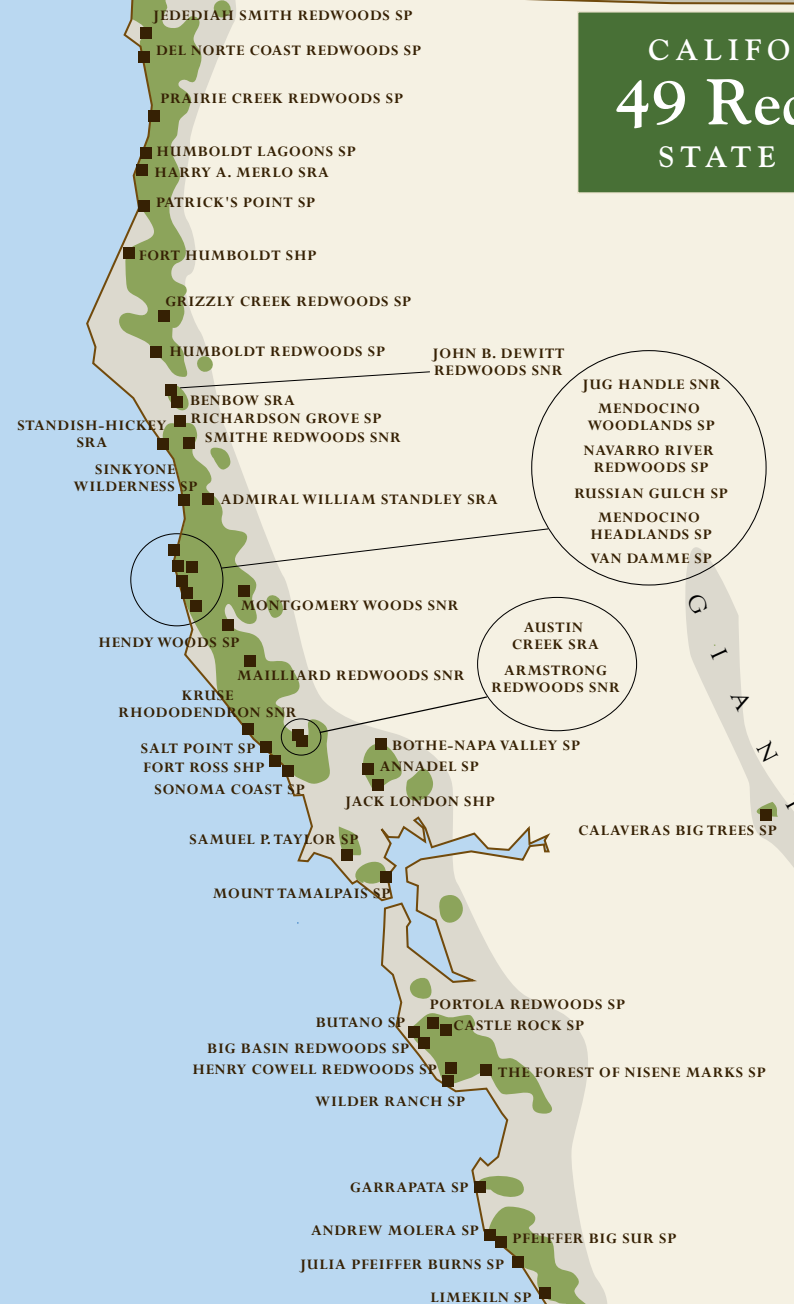 JEDEDIAH SMITH REDWOODS SP
CALIFO
DEL NORTE COAST REDWOODS SP
49 Rec
PRAIRIE CREEK REDWOODS SP
STATE
HUMBOLDT LAGOONS SP
HARRY A. MERLO SRA
PATRICK'S POINT SP
FORT HUMBOLDT SHP
GRIZZLY CREEK REDWOODS SP
HUMBOLDT REDWOODS SP
JOHN B. DEWITT
REDWOODS SNR
BENBOW SRA
RICHARDSON GROVE SP
STANDISH-HICKEY
SRA
SMITHE REDWOODS SNR
SINKYONE
WILDERNESS SP
ADMIRAL WILLIAM STANDLEY SRA
JUG HANDLE SNR
MENDOCINO
WOODLANDS SP
NAVARRO RIVER
REDWOODS SP
RUSSIAN GULCH SP
MENDOCINO
HEADLANDS SP
VAN DAMME SP
MONTGOMERY WOODS SNR
HENDY WOODS SP
MAILLIARD REDWOODS SNR
AUSTIN
CREEK SRA
ARMSTRONG
REDWOODS SNR
GIAN
KRUSE
RHODODENDRON SNR
SALT POINT SP
FORT ROSS SHP
SONOMA COAST SP
BOTHE-NAPA VALLEY SP
ANNADEL SP
JACK LONDON SHP
CALAVERAS BIG TREES SP
SAMUEL P. TAYLOR SP
MOUNT TAMALPAIS SP
PORTOLA REDWOODS SP
BUTANO SP
CASTLE ROCK SP
BIG BASIN REDWOODS SP
HENRY COWELL REDWOODS SP
THE FOREST OF NISENE MARKS SP
WILDER RANCH SP
GARRAPATA SP
ANDREW MOLERA SP
PFEIFFER BIG SUR SP
JULIA PFEIFFER BURNS SP
LIMEKILN SP